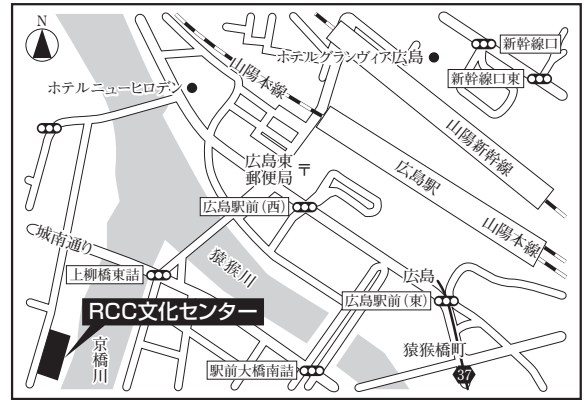 N
ホテルグランヴィア広島
新幹線口
新幹線口東
山陽本線
ホテルニューヒロデン
山陽新幹線
広島東
郵便局
〒
広島駅
広島駅前(西)
山陽本線
城南通り
猿猴川
上柳橋東詰
広島
広島駅前(東)
RCC文化センター
京橋川
猿猴橋町
駅前大橋南詰
37